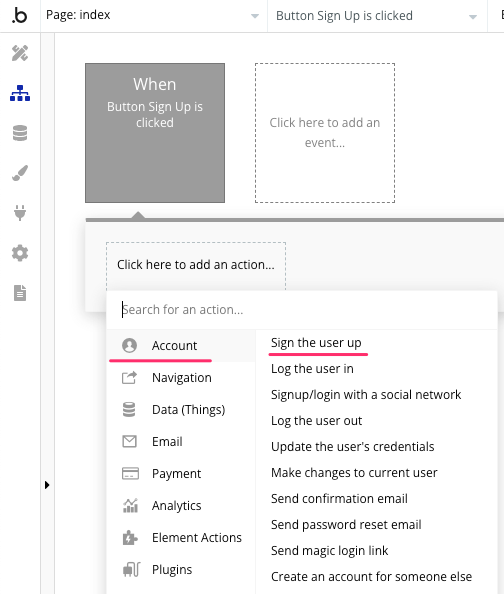 .b
Page: index
Button Sign Up is clicked
When
Button Sign Up is
clicked
Click here to add an
event...
Click here to add an action...
Search for an action...
Account
Navigation
Data (Things)
Email
Payment
Analytics
Element Actions
Plugins
Sign the user up
Log the user in
Signup/login with a social network
Log the user out
Update the user's credentials
Make changes to current user
Send confirmation email
Send password reset email
Send magic login link
Create an account for someone else